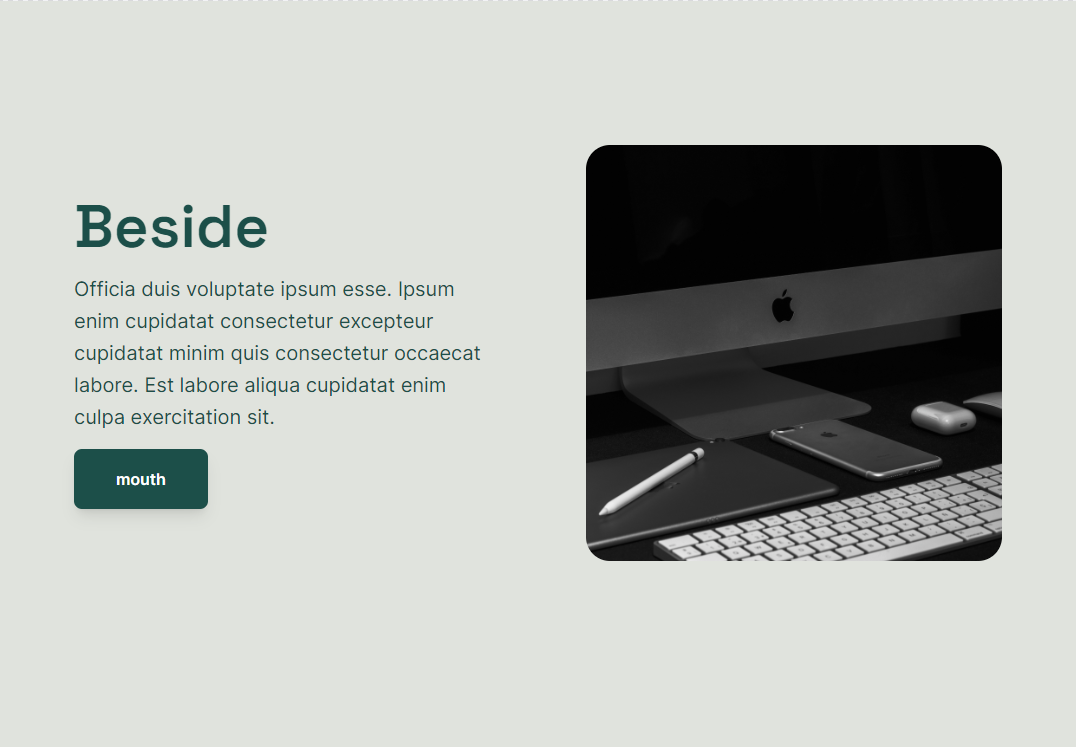 Beside
Officia duis voluptate ipsum esse. Ipsum
enim cupidatat consectetur excepteur
cupidatat minim quis consectetur occaecat
labore. Est labore aliqua cupidatat enim
culpa exercitation sit.
mouth